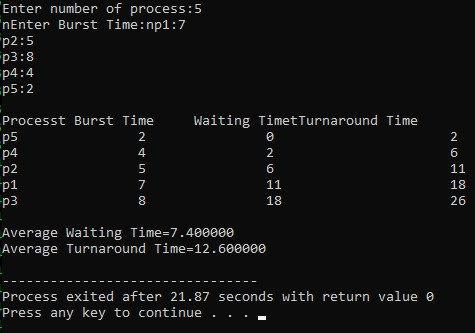 Enter number of process:5
nEnter Burst Time:np1:7
p2:5
p3:8
p4:4
p5:2
Processt Burst Time     Waiting TimetTurnaround Time
p5               2               0                      2
p4               4               2                      6
p2               5               6                      11
p1               7               11                     18
p3               8               18                     26
Average Waiting Time=7.400000
Average Turnaround Time=12.600000
--------------------------------
Process exited after 21.87 seconds with return value 0
Press any key to continue . . .